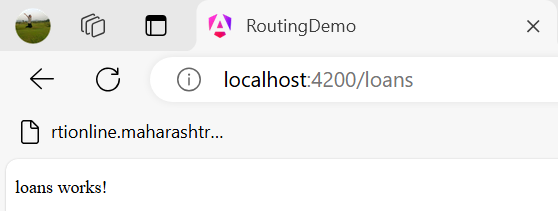 RoutingDemo
localhost:4200/loans
rtionline.maharashtr...
loans works!